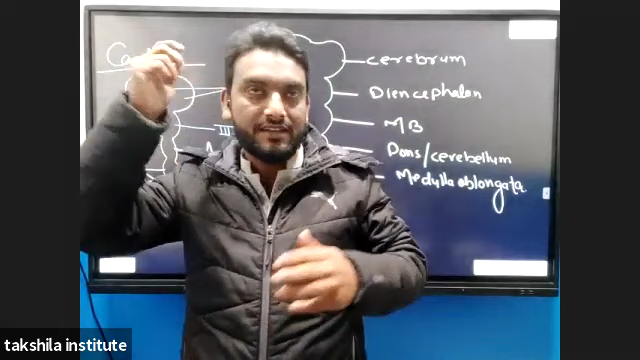 cerebrum
Diencephalon
MB
Pons/cerebellum
Medulla oblongata
takshila institute